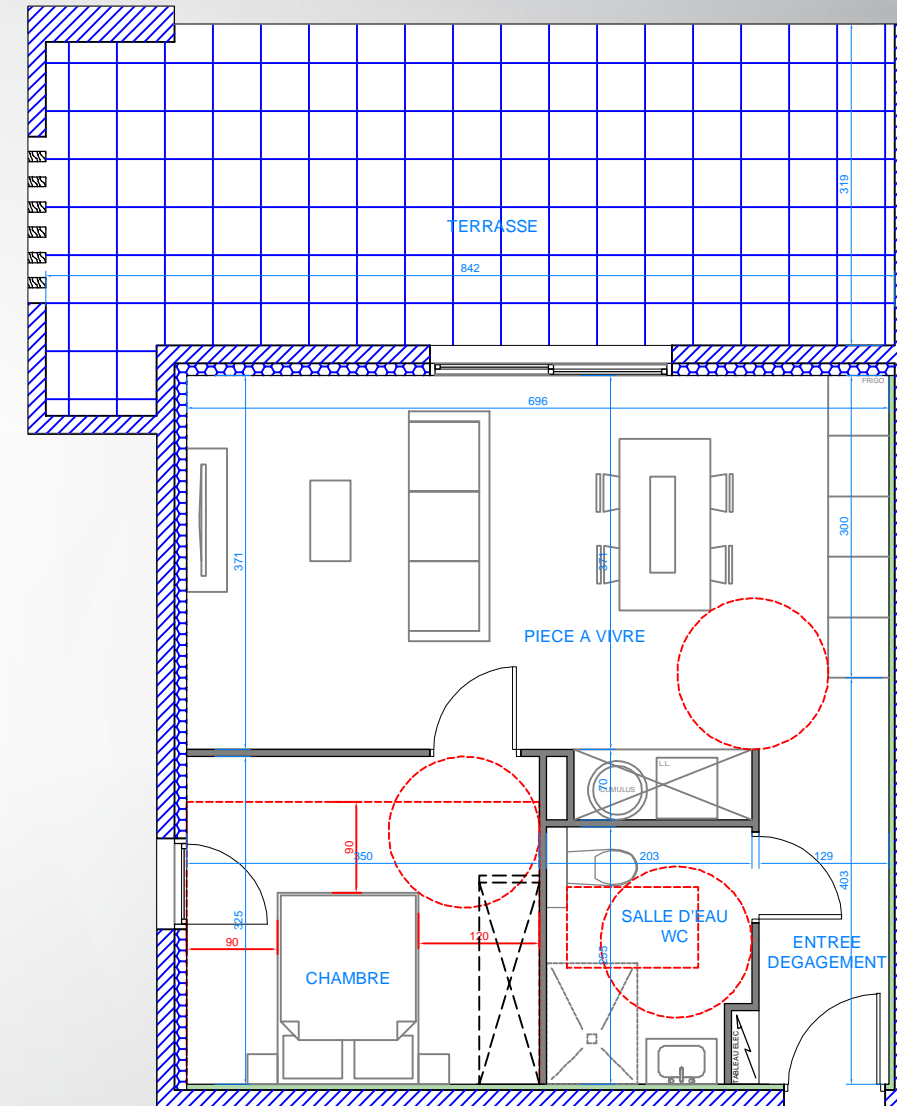 319
TERRASSE
842
FRIGO
696
300
371
371
PIECE A VIVRE
L.L.
CUMULUS
70
90
350
203
129
403
325
SALLE D'EAU
WC
90
120
255
ENTREE
DEGAGEMENT
CHAMBRE
TABLEAU ELEC